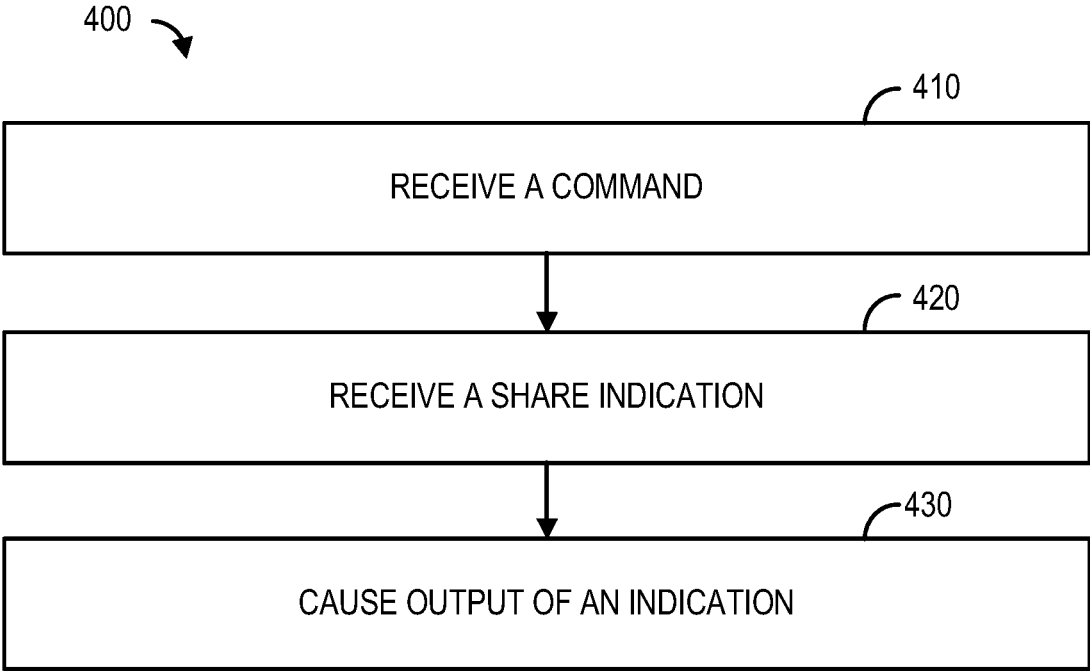 400
410
RECEIVE A COMMAND
420
RECEIVE A SHARE INDICATION
430
CAUSE OUTPUT OF AN INDICATION